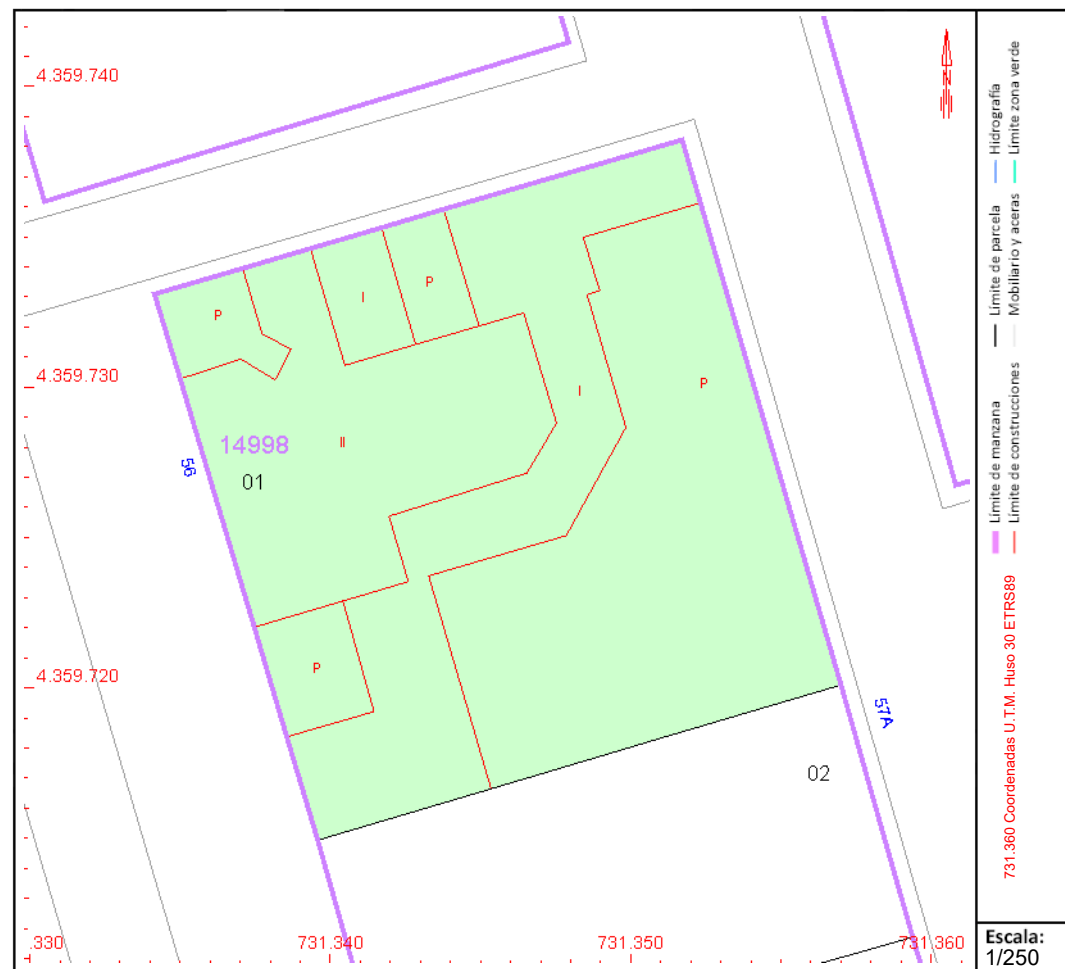 4.359.740
N
P
I
P
4.359.730
I
P
14998
II
56
01
4.359.720
P
57A
02
.330
731.340
731.350
731.360
Límite de manzana
Límite de parcela
Hidrografía
Límite de construcciones
Mobiliario y aceras
Límite zona verde
731.360 Coordenadas U.T.M. Huso 30 ETRS89
Escala:
1/250